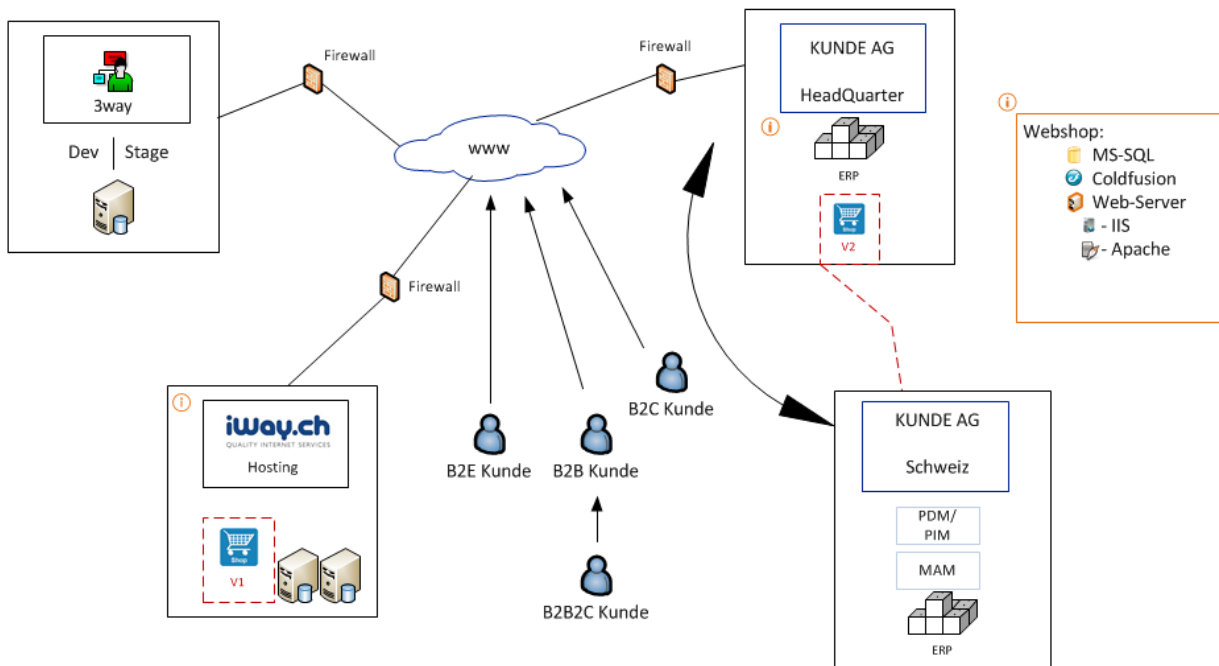 3way
Dev
Stage
Firewall
www
Firewall
KUNDE AG
HeadQuarter
ERP
Shop
V2
Webshop:
MS-SQL
Coldfusion
Web-Server
- IIS
- Apache
Firewall
iWay.ch
QUALITY INTERNET SERVICES
Hosting
Shop
V1
B2E Kunde
B2B Kunde
B2C Kunde
B2B2C Kunde
KUNDE AG
Schweiz
PDM/
PIM
MAM
ERP